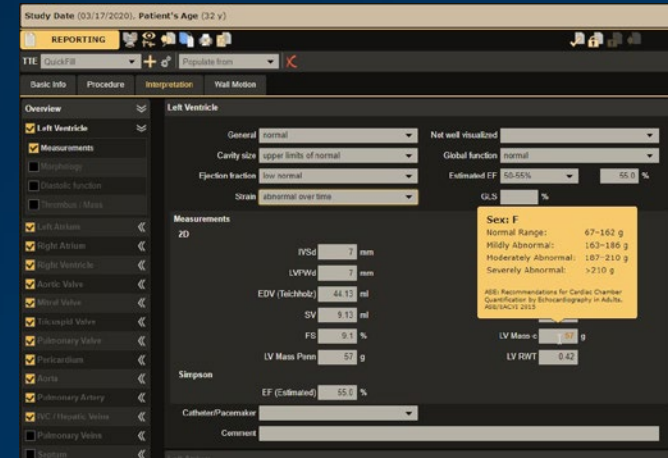 Study Date (03/17/2020), Patient's Age (32 y)
REPORTING
TTE QuickFill Populate from
Basic Info Procedure Interpretation Wall Motion
Overview
Left Ventricle
Measurements
Morphology
Diastolic function
Thrombus / Mass
Left Atrium
Right Atrium
Right Ventricle
Aortic Valve
Mitral Valve
Tricuspid Valve
Pulmonary Valve
Pericardium
Aorta
Pulmonary Artery
IVC / Hepatic Veins
Pulmonary Veins
Septum
Left Ventricle
General normal Not well visualized
Cavity size upper limits of normal Global function normal
Ejection fraction low normal Estimated EF 50-55% 55.0 %
Strain abnormal over time GLS %
Measurements
2D
IVSd 7 mm
LVPWd 7 mm
EDV (Teichholz) 44.13 ml
SV 9.13 ml
FS 9.1 %
LV Mass Penn 57 g
LV Mass-c 57 g
LV RWT 0.42
Simpson
EF (Estimated) 55.0 %
Catheter/Pacemaker
Comment
Sex: F
Normal Range: 67-162 g
Mildly Abnormal: 163-186 g
Moderately Abnormal: 187-210 g
Severely Abnormal: >210 g
ASE: Recommendations for Cardiac Chamber
Quantification by Echocardiography in Adults,
ASE/EACVI 2015